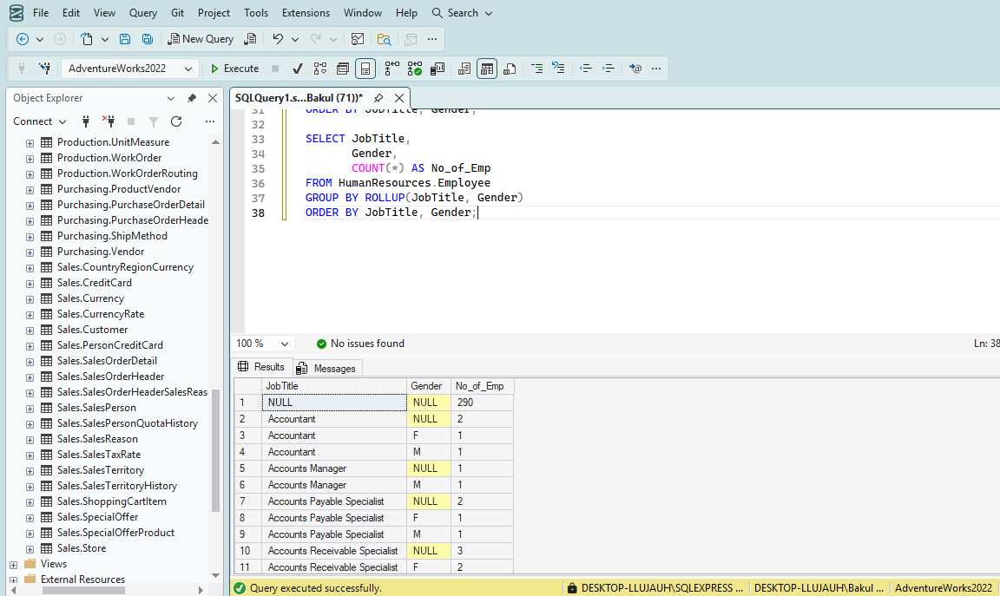 File Edit View Query Git Project Tools Extensions Window Help Search
New Query
AdventureWorks2022 Execute
Object Explorer
Connect
Production.UnitMeasure
Production.WorkOrder
Production.WorkOrderRouting
Purchasing.ProductVendor
Purchasing.PurchaseOrderDetail
Purchasing.PurchaseOrderHeade
Purchasing.ShipMethod
Purchasing.Vendor
Sales.CountryRegionCurrency
Sales.CreditCard
Sales.Currency
Sales.CurrencyRate
Sales.Customer
Sales.PersonCreditCard
Sales.SalesOrderDetail
Sales.SalesOrderHeader
Sales.SalesOrderHeaderSalesReas
Sales.SalesPerson
Sales.SalesPersonQuotaHistory
Sales.SalesReason
Sales.SalesTaxRate
Sales.SalesTerritory
Sales.SalesTerritoryHistory
Sales.ShoppingCartItem
Sales.SpecialOffer
Sales.SpecialOfferProduct
Sales.Store
Views
External Resources
SQLQuery1.s...Bakul (71))*
31 ORDER BY JobTitle, Gender;
32
33 SELECT JobTitle,
34 Gender,
35 COUNT(*) AS No_of_Emp
36 FROM HumanResources.Employee
37 GROUP BY ROLLUP(JobTitle, Gender)
38 ORDER BY JobTitle, Gender;
100 % No issues found Ln: 38
Results Messages
JobTitle Gender No_of_Emp
1 NULL NULL 290
2 Accountant NULL 2
3 Accountant F 1
4 Accountant M 1
5 Accounts Manager NULL 1
6 Accounts Manager M 1
7 Accounts Payable Specialist NULL 2
8 Accounts Payable Specialist F 1
9 Accounts Payable Specialist M 1
10 Accounts Receivable Specialist NULL 3
11 Accounts Receivable Specialist F 2
Query executed successfully. DESKTOP-LLUJAUH\SQLEXPRESS ... DESKTOP-LLUJAUH\Bakul ... AdventureWorks2022